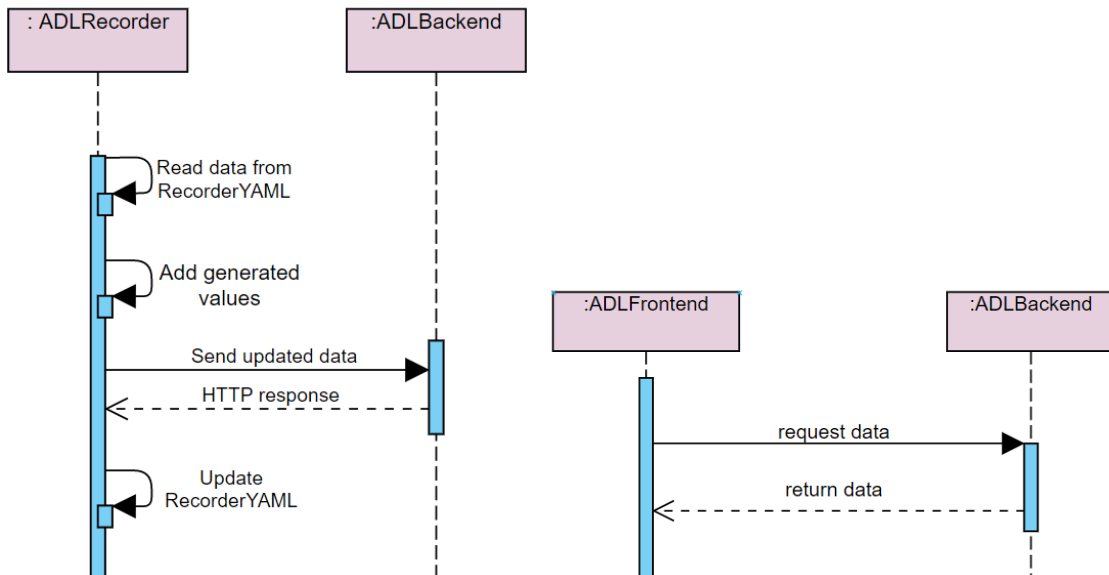 : ADLRecorder
:ADLBackend
Read data from
RecorderYAML
Add generated
values
Send updated data
HTTP response
Update
RecorderYAML
:ADLFrontend
:ADLBackend
request data
return data